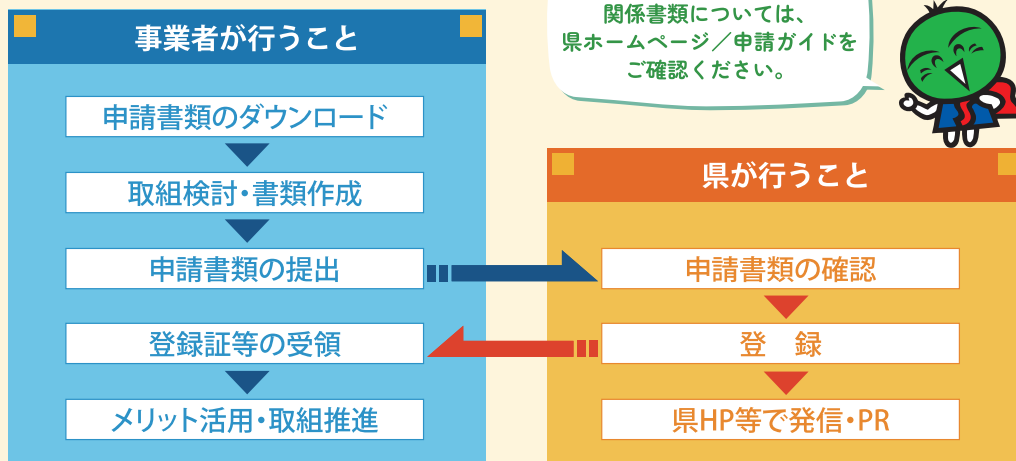 事業者が行うこと
申請書類のダウンロード
取組検討・書類作成
申請書類の提出
登録証等の受領
メリット活用・取組推進
関係書類については、
県ホームページ／申請ガイドを
ご確認ください。
県が行うこと
申請書類の確認
登　録
県HP等で発信・PR